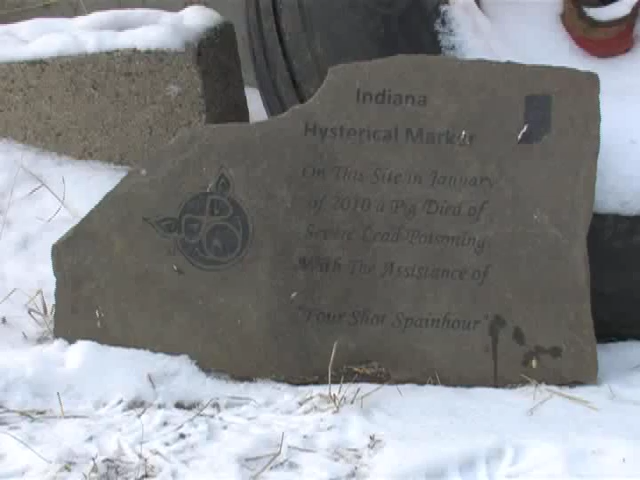 Indiana
Hysterical Marker
On This Site in January
of 2010 a Pig Died of
Severe Lead Poisoning
With The Assistance of
"Four Shot Spainhour"